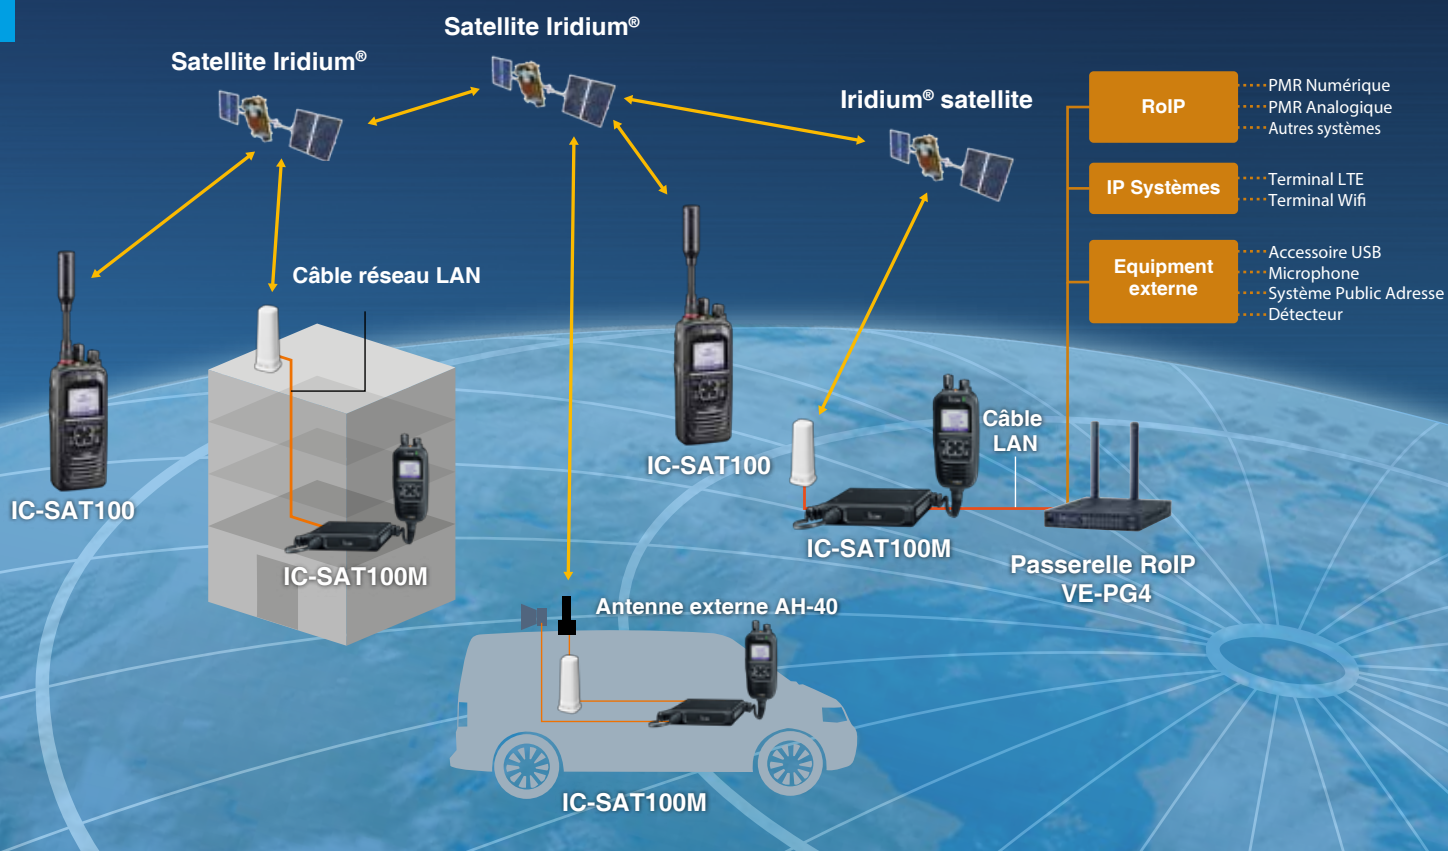 Satellite Iridium®
Satellite Iridium®
Iridium® satellite
RoIP
PMR Numérique
PMR Analogique
Autres systèmes
IP Systèmes
Terminal LTE
Terminal Wifi
Equipment
externe
Accessoire USB
Microphone
Système Public Adresse
Détecteur
Câble réseau LAN
IC-SAT100
IC-SAT100M
IC-SAT100
Câble
LAN
IC-SAT100M
Passerelle RoIP
VE-PG4
Antenne externe AH-40
IC-SAT100M